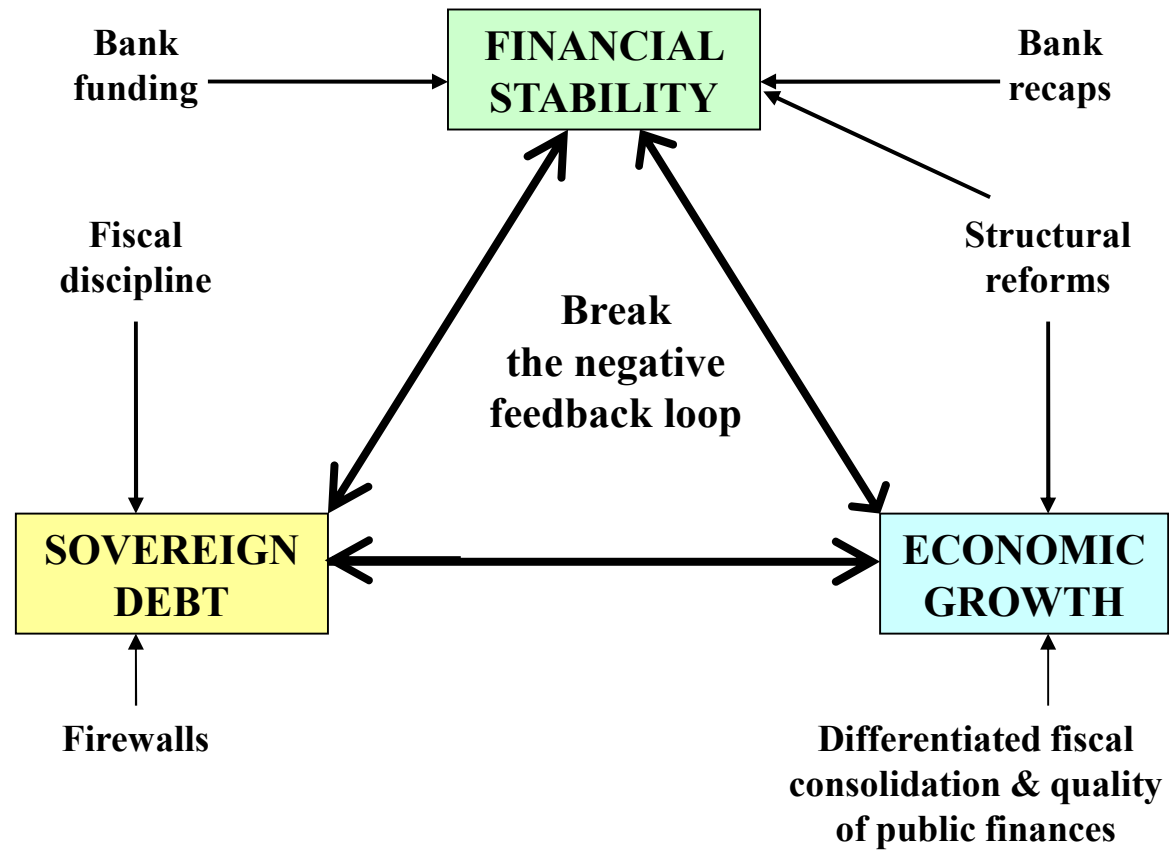 Bank
funding
FINANCIAL
STABILITY
Bank
recaps
Fiscal
discipline
Structural
reforms
Break
the negative
feedback loop
SOVEREIGN
DEBT
ECONOMIC
GROWTH
Firewalls
Differentiated fiscal
consolidation & quality
of public finances